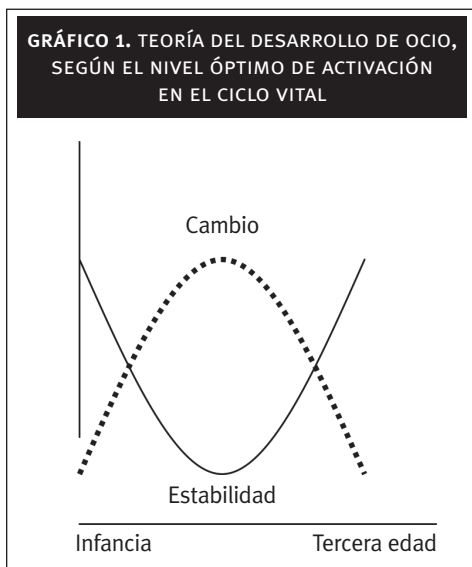 GRÁFICO 1. TEORÍA DEL DESARROLLO DE OCIO,
SEGÚN EL NIVEL ÓPTIMO DE ACTIVACIÓN
EN EL CICLO VITAL
Cambio
Estabilidad
Infancia Tercera edad